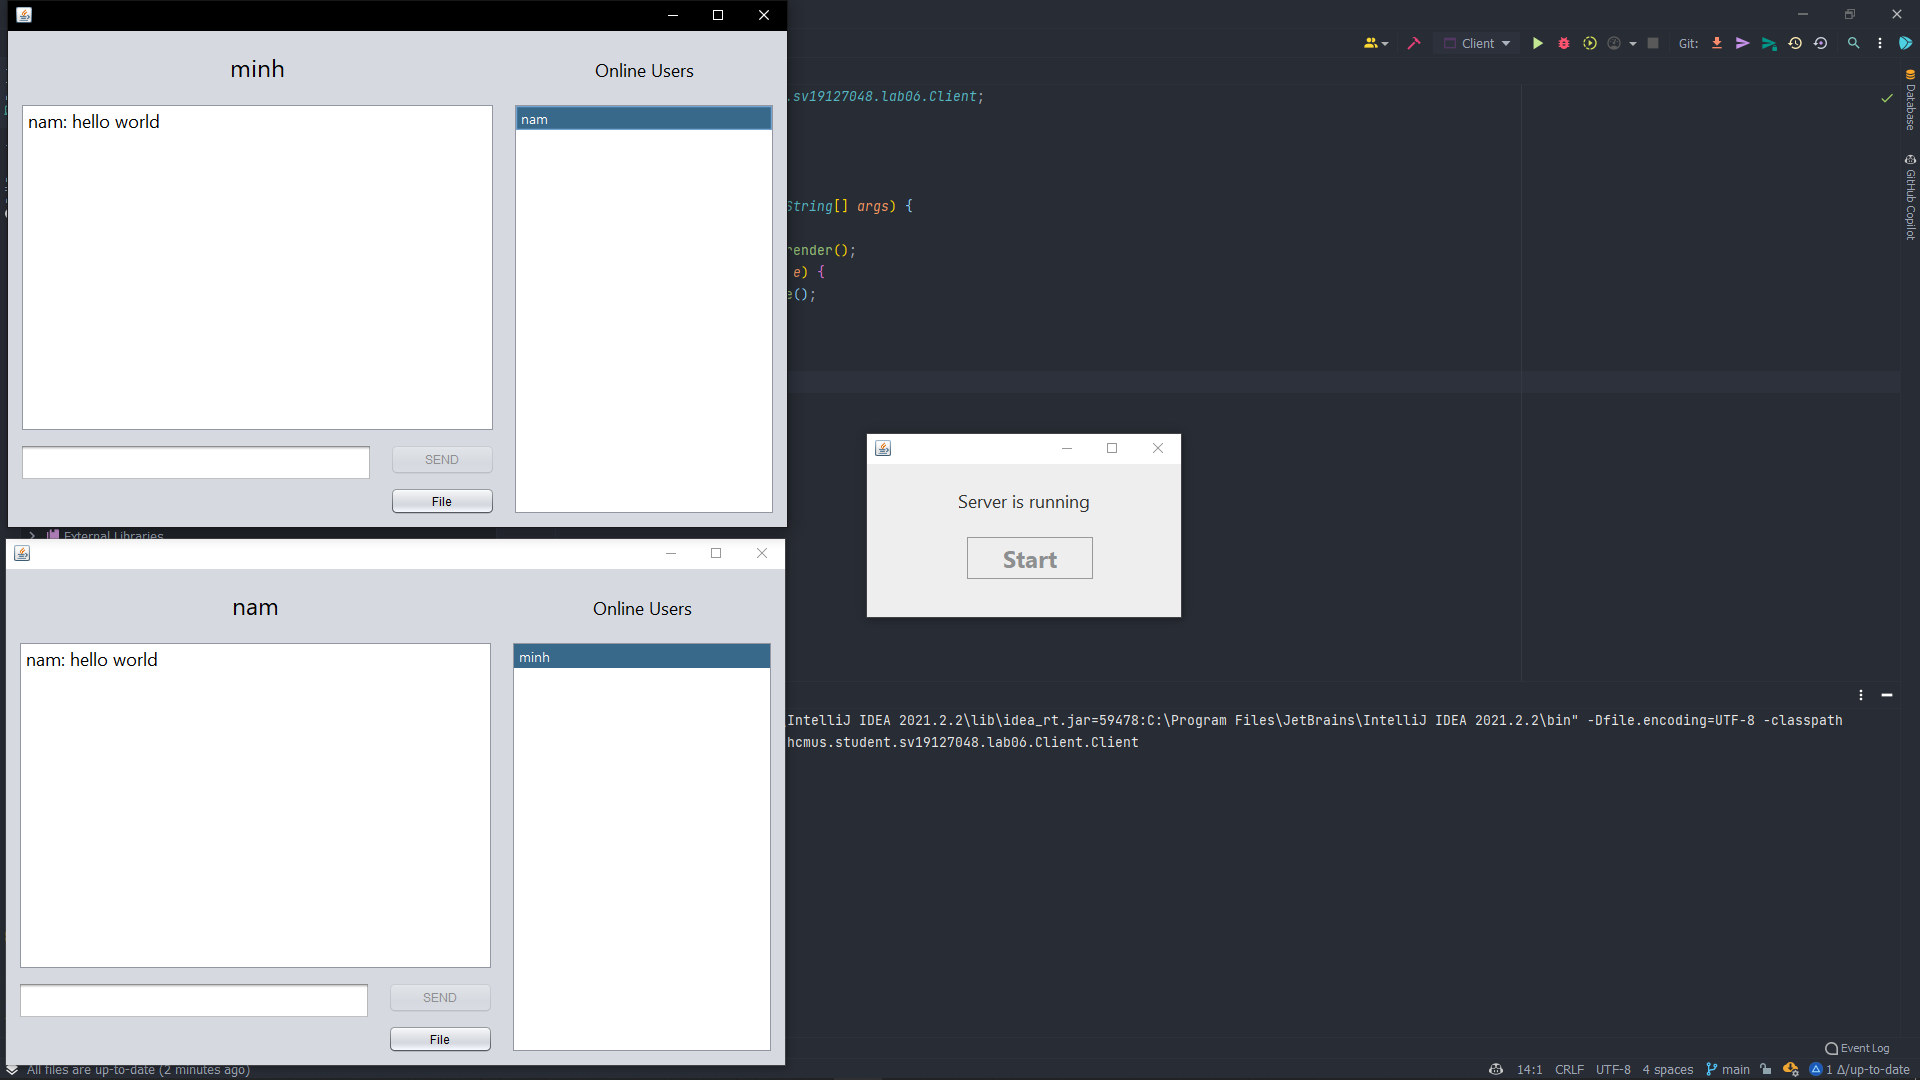 minh
Online Users
nam: hello world
nam
SEND
File
External Libraries
nam
Online Users
nam: hello world
minh
SEND
File
Client
Git:
.sv19127048.lab06.Client;
String[] args) {
render();
e) {
e();
Database
GitHub Copilot
Server is running
Start
IntelliJ IDEA 2021.2.2\lib\idea_rt.jar=59478:C:\Program Files\JetBrains\IntelliJ IDEA 2021.2.2\bin" -Dfile.encoding=UTF-8 -classpath
hcmus.student.sv19127048.lab06.Client.Client
Event Log
All files are up-to-date (2 minutes ago)
14:1 CRLF UTF-8 4 spaces main 1 Δ/up-to-date